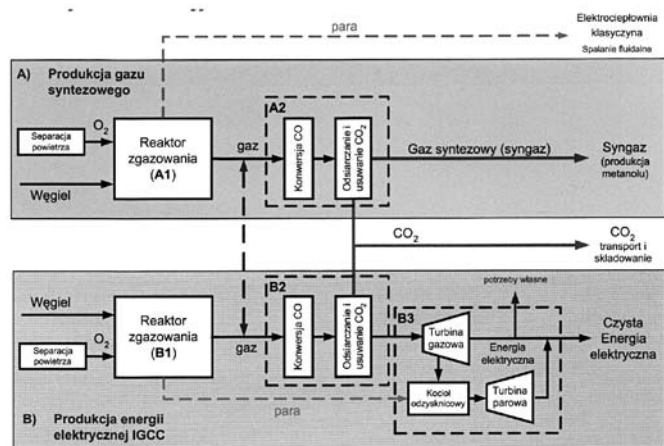 para
Elektrociepłownia
klasyczyna
Spalanie fluidalne
A) Produkcja gazu
syntezowego
Separacja
powietrza
O2
Reaktor
zgazowania
(A1)
Węgiel
gaz
A2
Konwersja CO
Odsiarczanie i
usuwanie CO2
Gaz syntezowy (syngaz)
Syngaz
(produkcja
metanolu)
CO2
CO2
transport i
składowanie
Węgiel
Separacja
powietrza
O2
Reaktor
zgazowania
(B1)
gaz
B2
Konwersja CO
Odsiarczanie i
usuwanie CO2
B3
Turbina
gazowa
potrzeby własne
Energia
elektryczna
Czysta
Energia
elektryczna
Kocioł
odzysknicowy
Turbina
parowa
para
B) Produkcja energii
elektrycznej IGCC